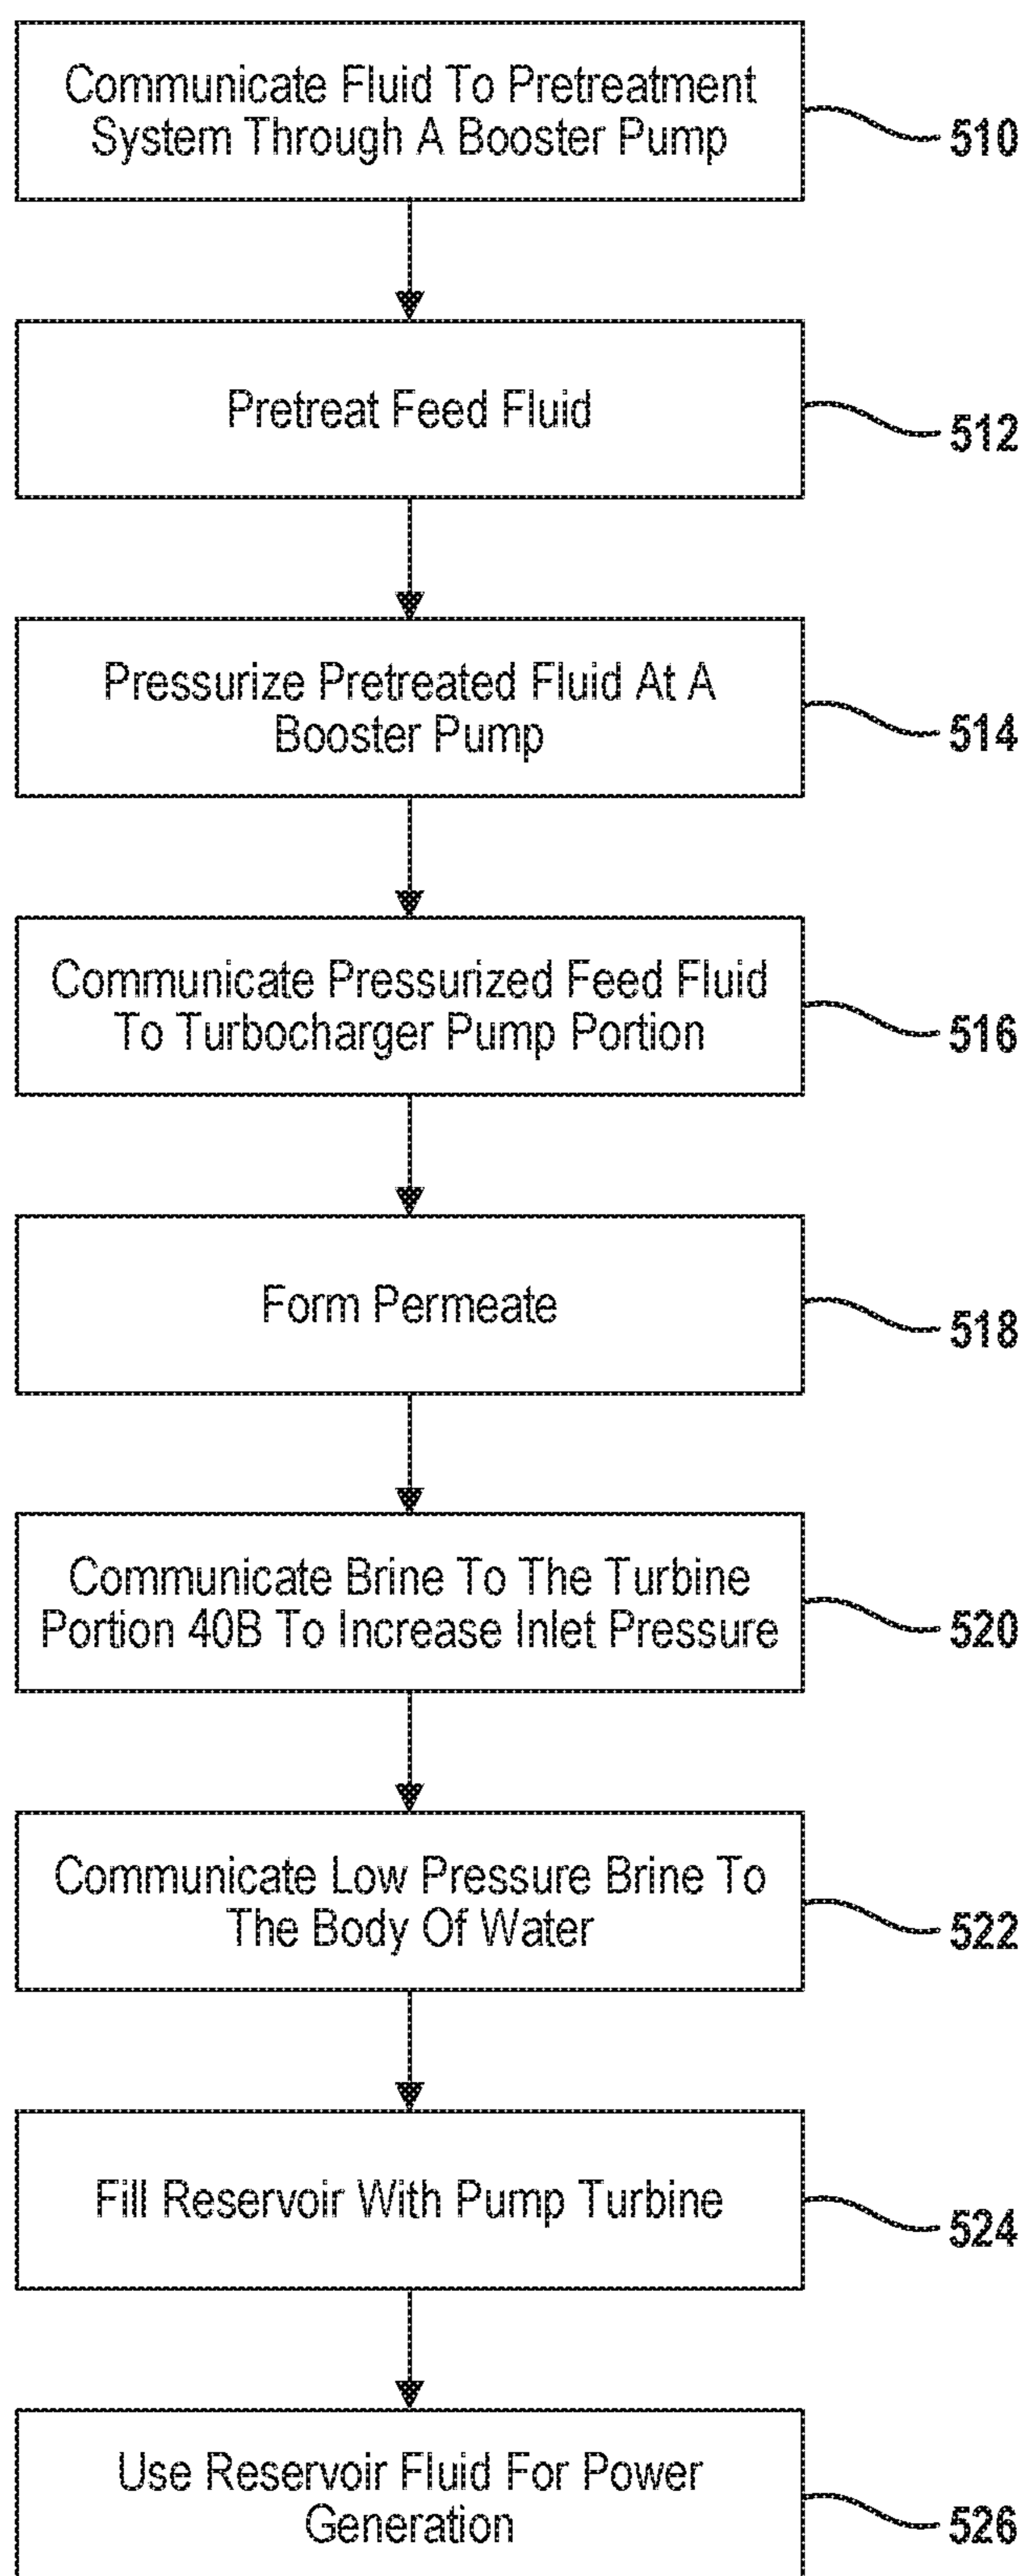 Communicate Fluid To Pretreatment
System Through A Booster Pump
510
Pretreat Feed Fluid
512
Pressurize Pretreated Fluid At A
Booster Pump
514
Communicate Pressurized Feed Fluid
To Turbocharger Pump Portion
516
Form Permeate
518
Communicate Brine To The Turbine
Portion 40B To Increase Inlet Pressure
520
Communicate Low Pressure Brine To
The Body Of Water
522
Fill Reservoir With Pump Turbine
524
Use Reservoir Fluid For Power
Generation
526